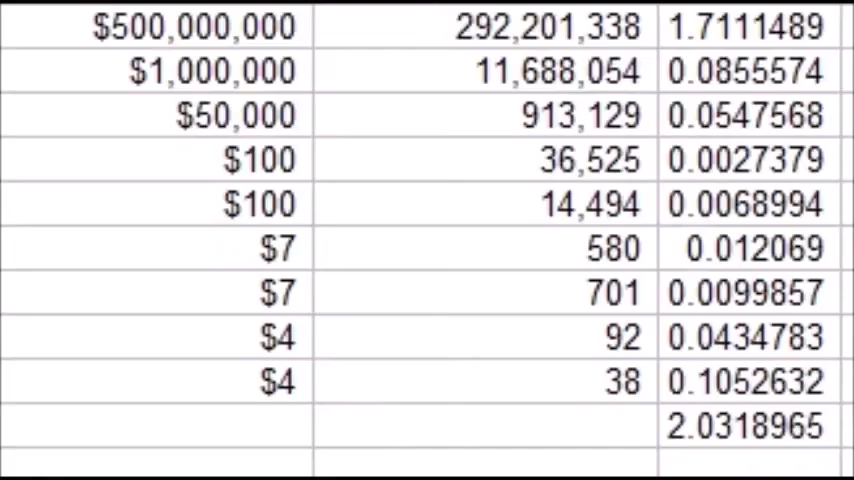 $500,000,000 292,201,338 1.7111489
$1,000,000 11,688,054 0.0855574
$50,000 913,129 0.0547568
$100 36,525 0.0027379
$100 14,494 0.0068994
$7 580 0.012069
$7 701 0.0099857
$4 92 0.0434783
$4 38 0.1052632
2.0318965